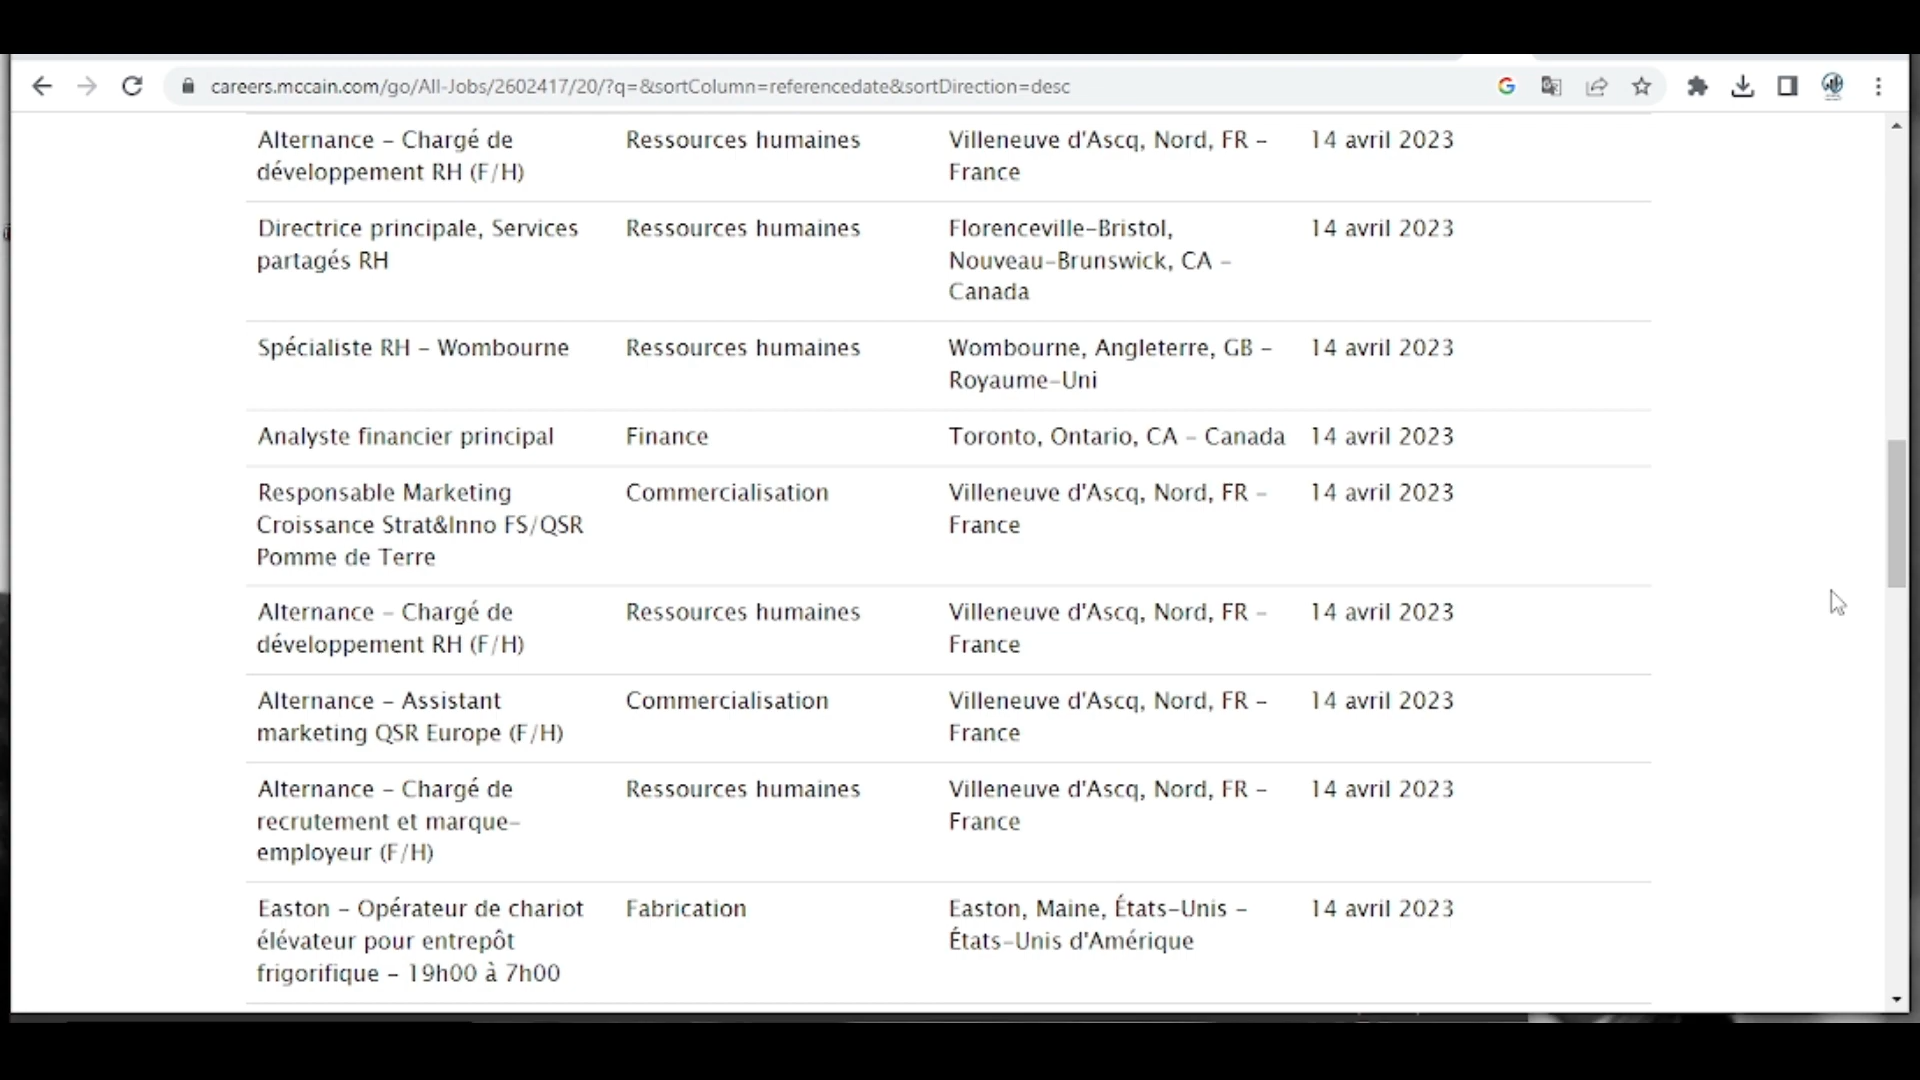 careers.mccain.com/go/All-Jobs/2602417/20/?q=&sortColumn=referencedate&sortDirection=desc
Alternance - Chargé de développement RH (F/H) Ressources humaines Villeneuve d'Ascq, Nord, FR - France 14 avril 2023
Directrice principale, Services partagés RH Ressources humaines Florenceville-Bristol, Nouveau-Brunswick, CA - Canada 14 avril 2023
Spécialiste RH - Wombourne Ressources humaines Wombourne, Angleterre, GB - Royaume-Uni 14 avril 2023
Analyste financier principal Finance Toronto, Ontario, CA - Canada 14 avril 2023
Responsable Marketing Croissance Strat&Inno FS/QSR Pomme de Terre Commercialisation Villeneuve d'Ascq, Nord, FR - France 14 avril 2023
Alternance - Chargé de développement RH (F/H) Ressources humaines Villeneuve d'Ascq, Nord, FR - France 14 avril 2023
Alternance - Assistant marketing QSR Europe (F/H) Commercialisation Villeneuve d'Ascq, Nord, FR - France 14 avril 2023
Alternance - Chargé de recrutement et marque-employeur (F/H) Ressources humaines Villeneuve d'Ascq, Nord, FR - France 14 avril 2023
Easton - Opérateur de chariot élévateur pour entrepôt frigorifique - 19h00 à 7h00 Fabrication Easton, Maine, États-Unis - États-Unis d'Amérique 14 avril 2023